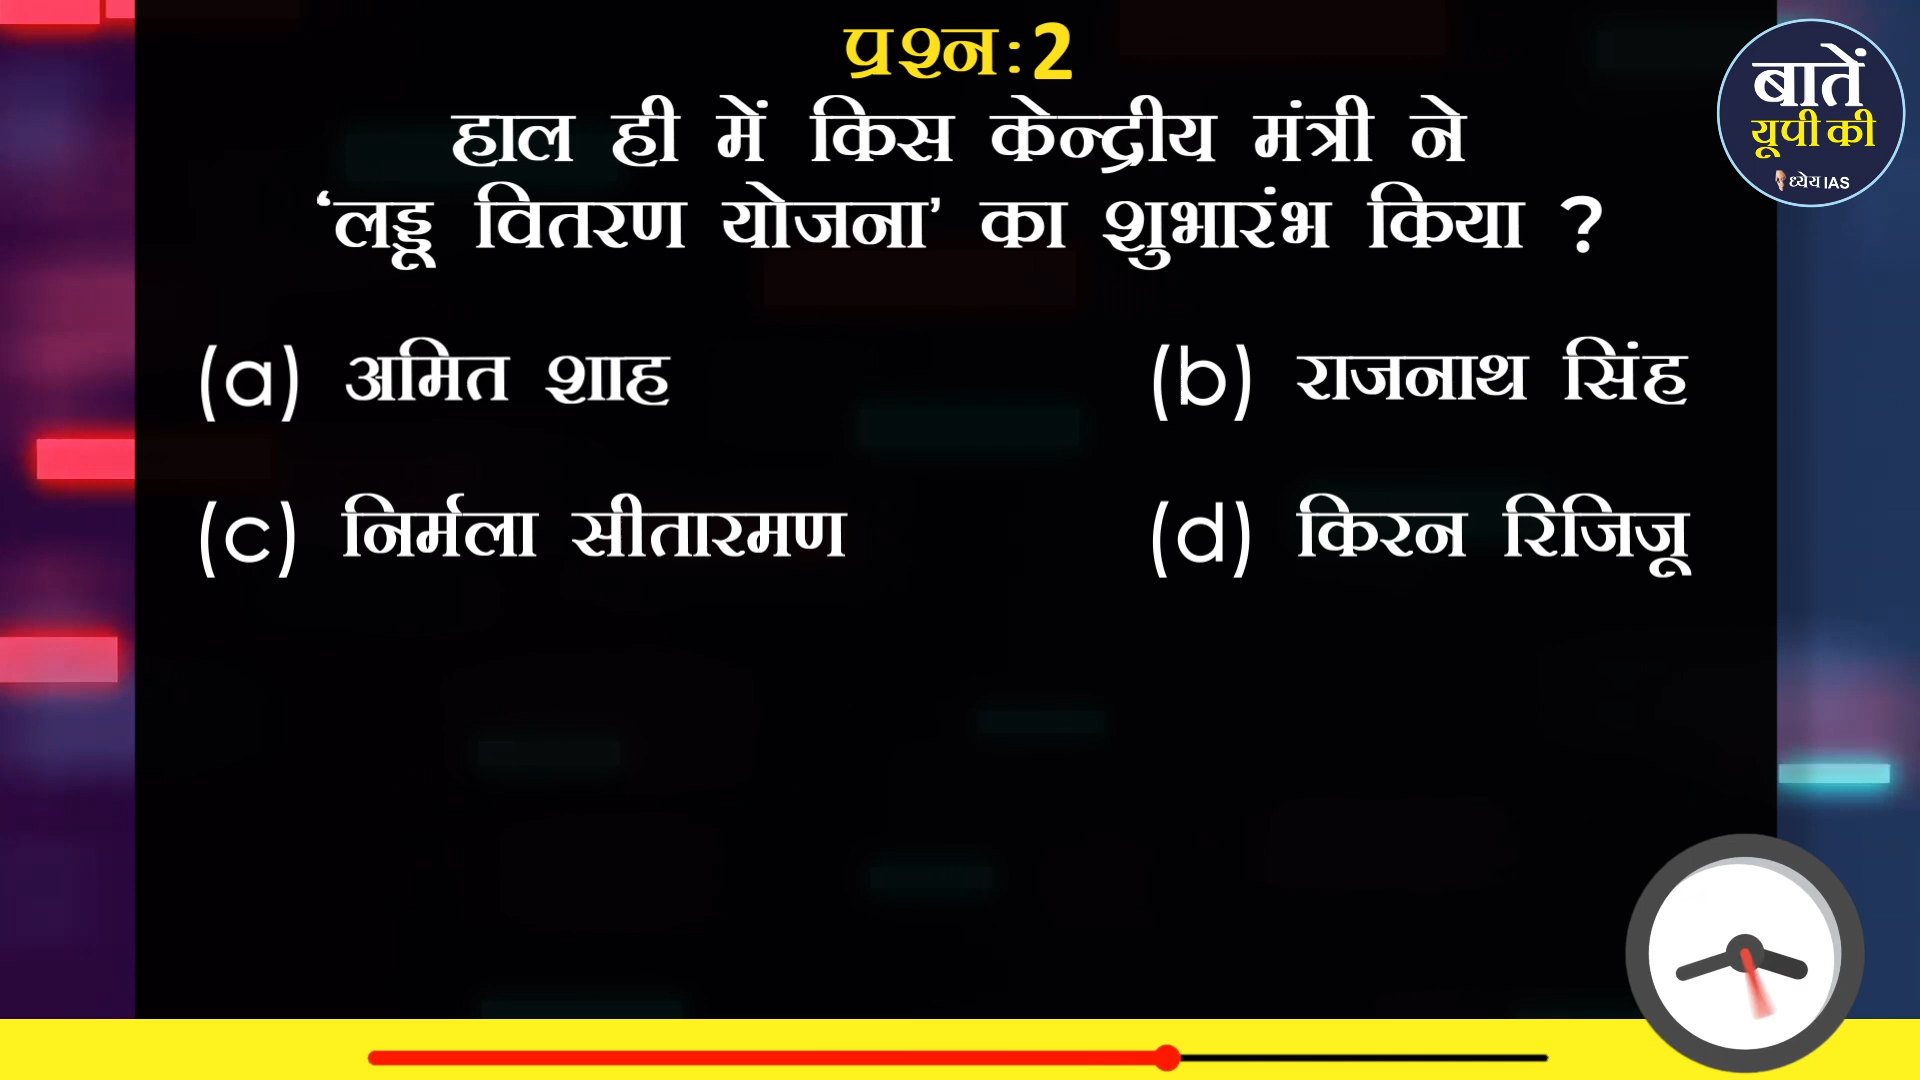 प्रश्नः2
हाल ही में किस केन्द्रीय मंत्री ने
‘लड्डू वितरण योजना’ का शुभारंभ किया ?
(a) अमित शाह
(b) राजनाथ सिंह
(c) निर्मला सीतारमण
(d) किरन रिजिजू
बातें
यूपी की
ध्येय IAS